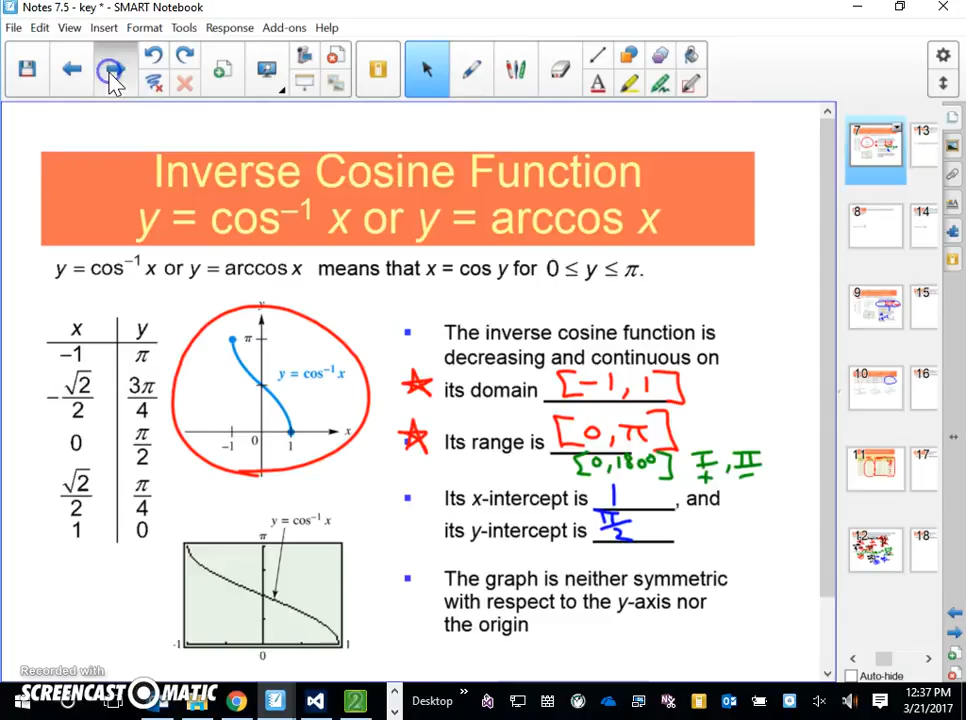 Notes 7.5 - key * - SMART Notebook
File Edit View Insert Format Tools Response Add-ons Help
Inverse Cosine Function
y = cos⁻¹ x or y = arccos x
y = cos⁻¹ x or y = arccos x means that x = cos y for 0 ≤ y ≤ π.
x y
−1 π
−√2/2 3π/4
0 π/2
√2/2 π/4
1 0
y
π
y = cos⁻¹ x
−1 0 1 x
y = cos⁻¹ x
π
-1 1
0
▪ The inverse cosine function is
decreasing and continuous on
its domain [−1, 1]
▪ Its range is [0, π]
[0, 180°] I, II
+ −
▪ Its x-intercept is 1, and
its y-intercept is π/2
▪ The graph is neither symmetric
with respect to the y-axis nor
the origin
7 13
8 14
9 15
10 16
11 17
12 18
Auto-hide
Recorded with
SCREENCAST MATIC
Desktop
12:37 PM
3/21/2017